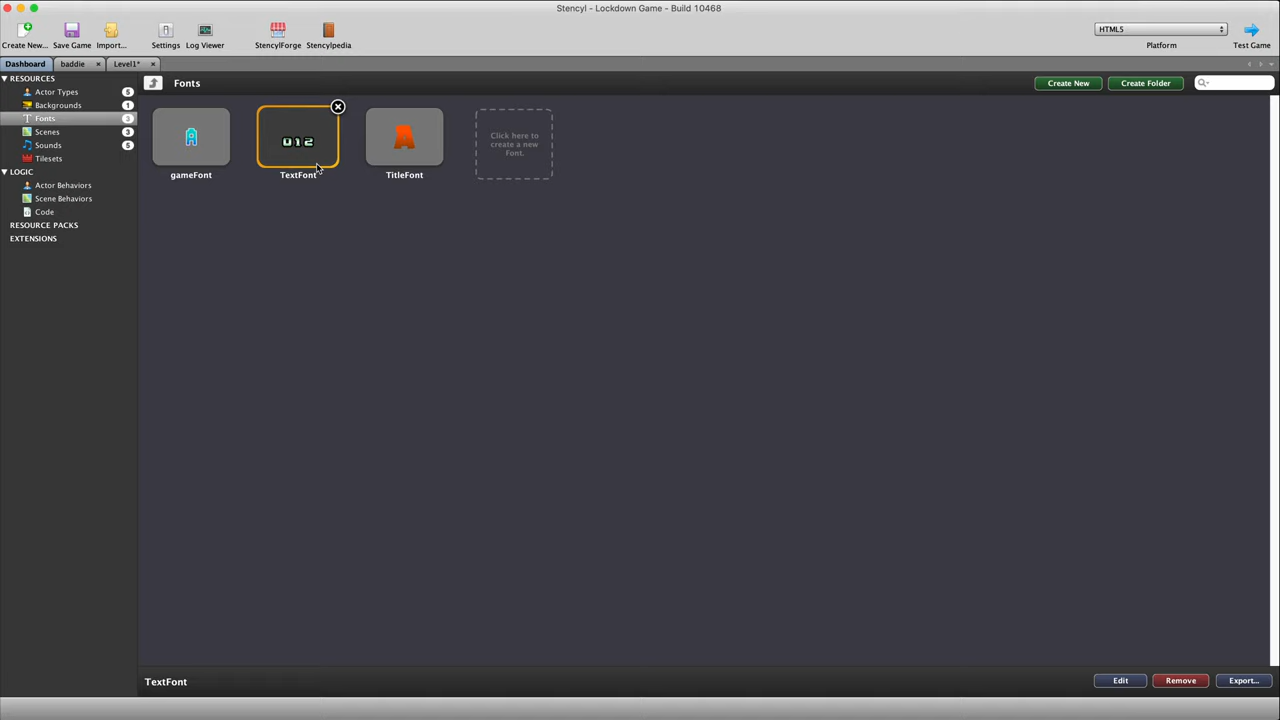 Stencyl - Lockdown Game - Build 10468
Create New... Save Game Import... Settings Log Viewer StencylForge Stencylpedia
HTML5
Platform
Test Game
Dashboard baddie × Level1* ×
RESOURCES
Actor Types 5
Backgrounds 1
Fonts 3
Scenes 3
Sounds 5
Tilesets
LOGIC
Actor Behaviors
Scene Behaviors
Code
RESOURCE PACKS
EXTENSIONS
Fonts
Create New
Create Folder
A
012
A
gameFont
TextFont
TitleFont
Click here to
create a new
Font.
TextFont
Edit
Remove
Export...